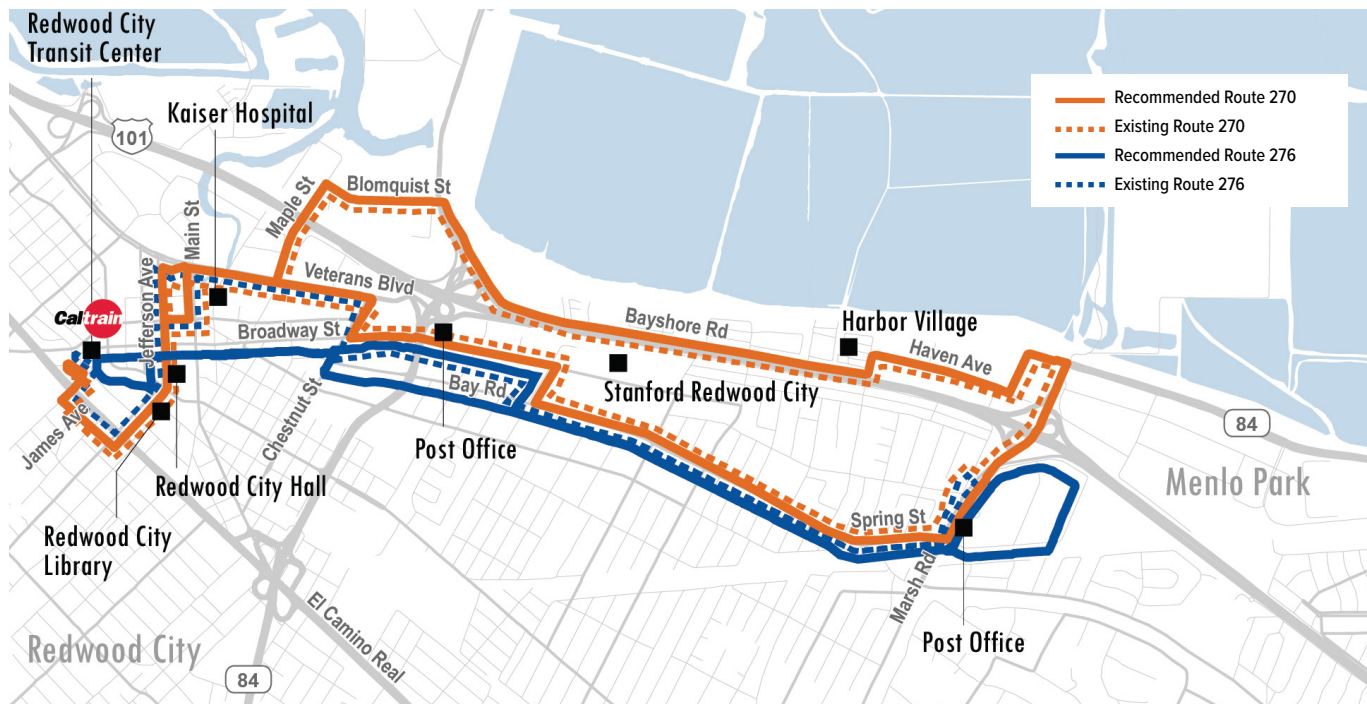 Redwood City
Transit Center
101
Kaiser Hospital
Recommended Route 270
Existing Route 270
Recommended Route 276
Existing Route 276
Maple St
Blomquist St
Main St
Jefferson Ave
Veterans Blvd
Caltrain
Broadway St
Bayshore Rd
Harbor Village
Haven Ave
Stanford Redwood City
Bay Rd
Chestnut St
James Ave
Post Office
84
Menlo Park
Redwood City Hall
Redwood City
Library
Spring St
Marsh Rd
Post Office
El Camino Real
Redwood City
84